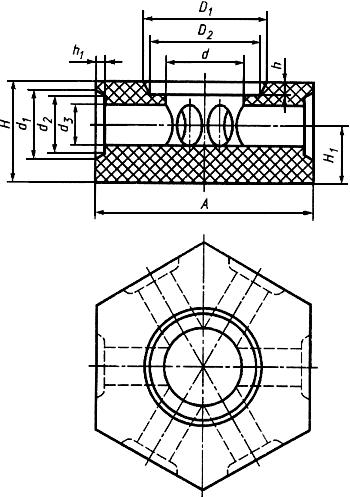 D₁
D₂
h₁
d
h
H
d₁
d₂
d₃
H₁
A